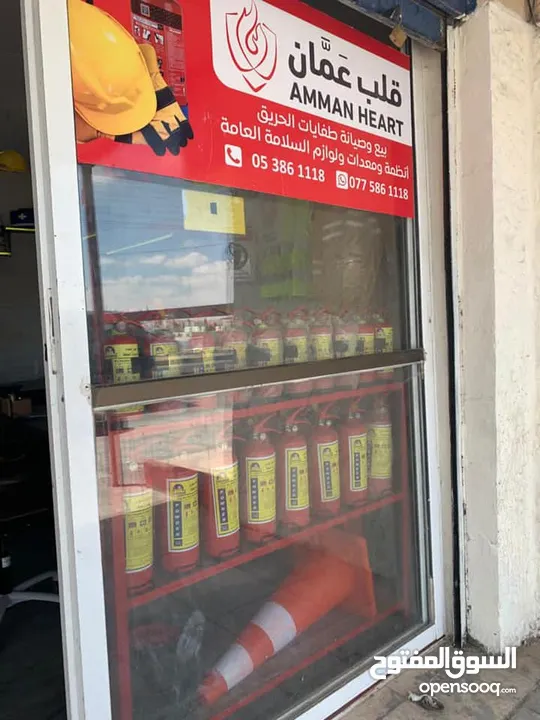 قلب عمَّان
AMMAN HEART
بيع وصيانة طفايات الحريق
أنظمة ومعدات ولوازم السلامة العامة
05 386 1118 077 586 1118
السوق المفتوح
opensooq.com